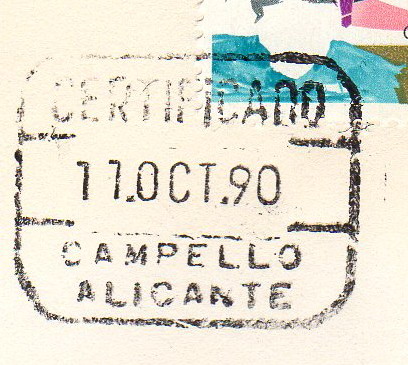 CERTIFICADO
11.OCT.90
CAMPELLO
ALICANTE